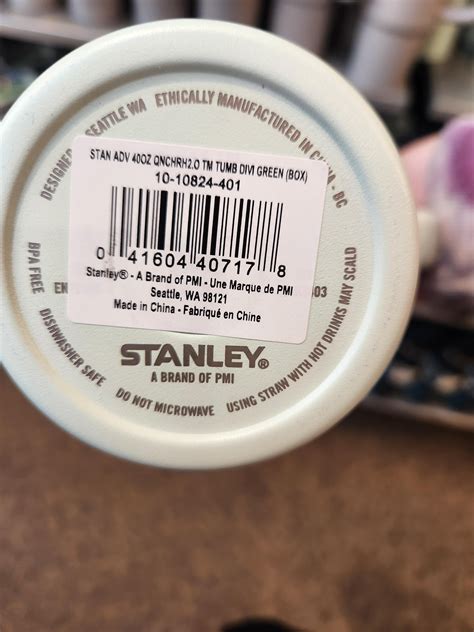 DESIGNED
SEATTLE WA
ETHICALLY MANUFACTURED IN
- BC
STAN ADV 40OZ QNCHRH2.O TM TUMB DIVI GREEN (BOX)
10-10824-401
0 41604 40717 8
Stanley® - A Brand of PMI - Une Marque de PMI
Seattle, WA 98121
Made in China - Fabriqué en Chine
BPA FREE
DISHWASHER SAFE
DO NOT MICROWAVE
USING STRAW WITH HOT DRINKS MAY SCALD
STANLEY®
A BRAND OF PMI